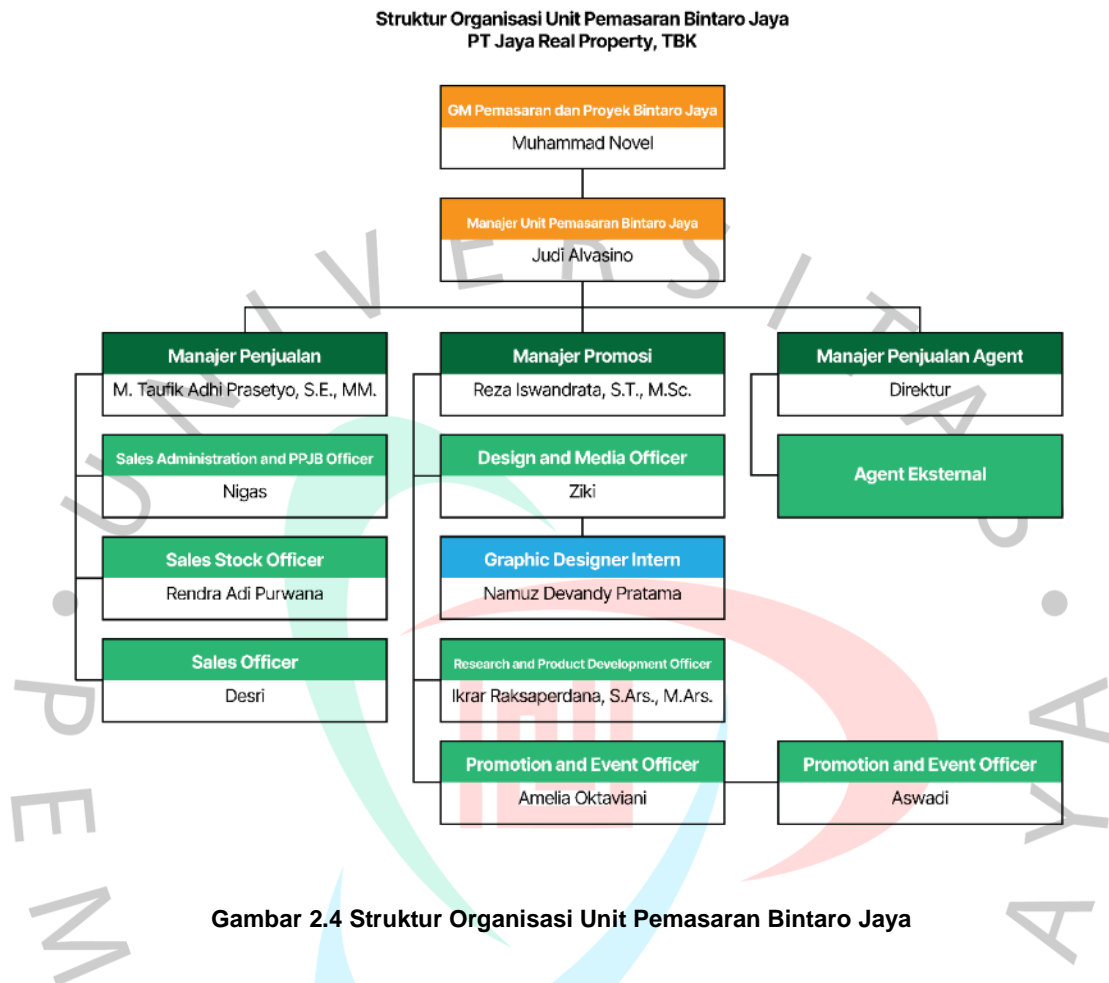 Struktur Organisasi Unit Pemasaran Bintaro Jaya
PT Jaya Real Property, TBK
GM Pemasaran dan Proyek Bintaro Jaya
Muhammad Novel
Manajer Unit Pemasaran Bintaro Jaya
Judi Alvasino
Manajer Penjualan
M. Taufik Adhi Prasetyo, S.E., MM.
Sales Administration and PPJB Officer
Nigas
Sales Stock Officer
Rendra Adi Purwana
Sales Officer
Desri
Manajer Promosi
Reza Iswandrata, S.T., M.Sc.
Design and Media Officer
Ziki
Graphic Designer Intern
Namuz Devandy Pratama
Research and Product Development Officer
Ikrar Raksaperdana, S.Ars., M.Ars.
Promotion and Event Officer
Amelia Oktaviani
Promotion and Event Officer
Aswadi
Manajer Penjualan Agent
Direktur
Agent Eksternal
UNIVERSITAS
PEM
AYA
Gambar 2.4 Struktur Organisasi Unit Pemasaran Bintaro Jaya